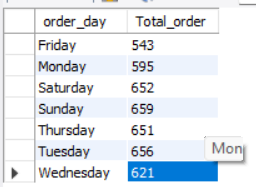 order_day Total_order
Friday 543
Monday 595
Saturday 652
Sunday 659
Thursday 651
Tuesday 656
Wednesday 621
Mon